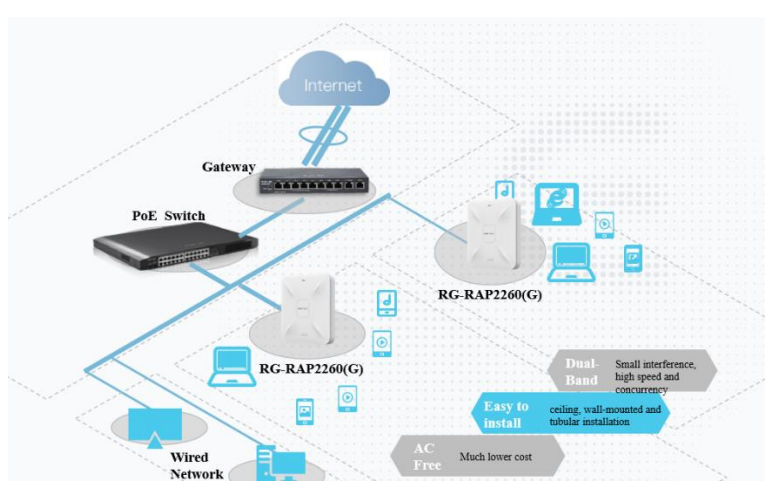 Internet
Gateway
PoE Switch
RG-RAP2260(G)
RG-RAP2260(G)
Dual-
Band
Small interference,
high speed and
concurrency
Easy to
install
ceiling, wall-mounted and
tubular installation
AC
Free
Much lower cost
Wired
Network